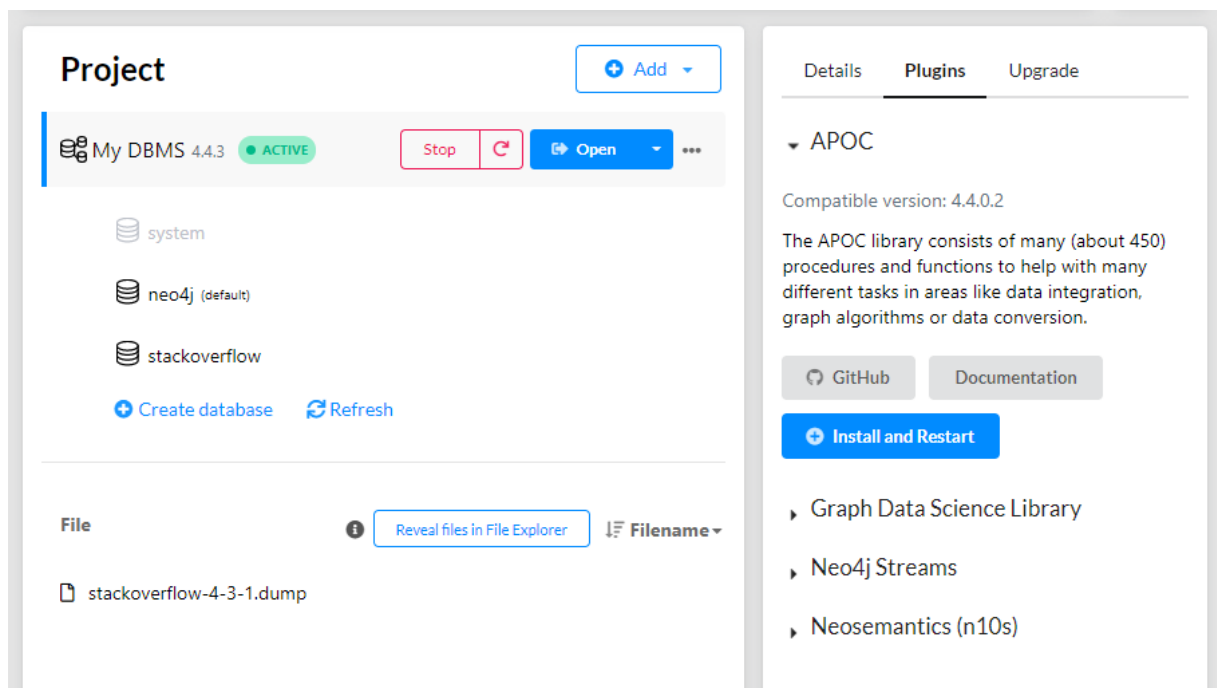 Project
Add
My DBMS 4.4.3 ACTIVE Stop Open
system
neo4j (default)
stackoverflow
Create database Refresh
File Reveal files in File Explorer Filename
stackoverflow-4-3-1.dump
Details Plugins Upgrade
APOC
Compatible version: 4.4.0.2
The APOC library consists of many (about 450)
procedures and functions to help with many
different tasks in areas like data integration,
graph algorithms or data conversion.
GitHub Documentation
Install and Restart
Graph Data Science Library
Neo4j Streams
Neosemantics (n10s)